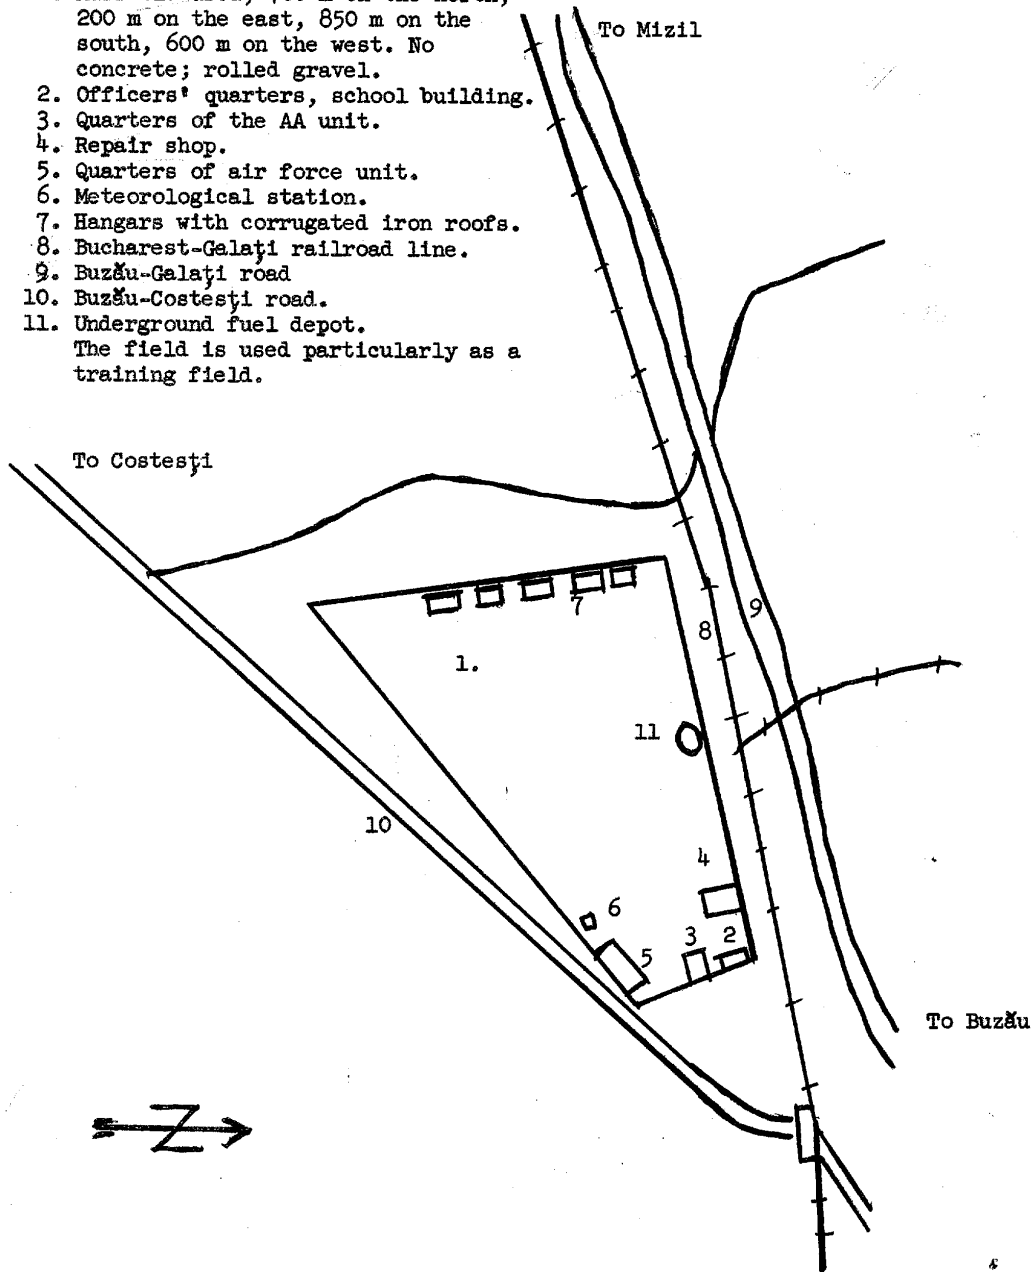 200 m on the east, 850 m on the
south, 600 m on the west. No
concrete; rolled gravel.
2. Officers' quarters, school building.
3. Quarters of the AA unit.
4. Repair shop.
5. Quarters of air force unit.
6. Meteorological station.
7. Hangars with corrugated iron roofs.
8. Bucharest-Galaţi railroad line.
9. Buzău-Galaţi road
10. Buzău-Costeşţi road.
11. Underground fuel depot.
The field is used particularly as a
training field.
To Mizil
To Costeşţi
7
9
8
1.
11
10
4
6
3 2
5
To Buzău
Z